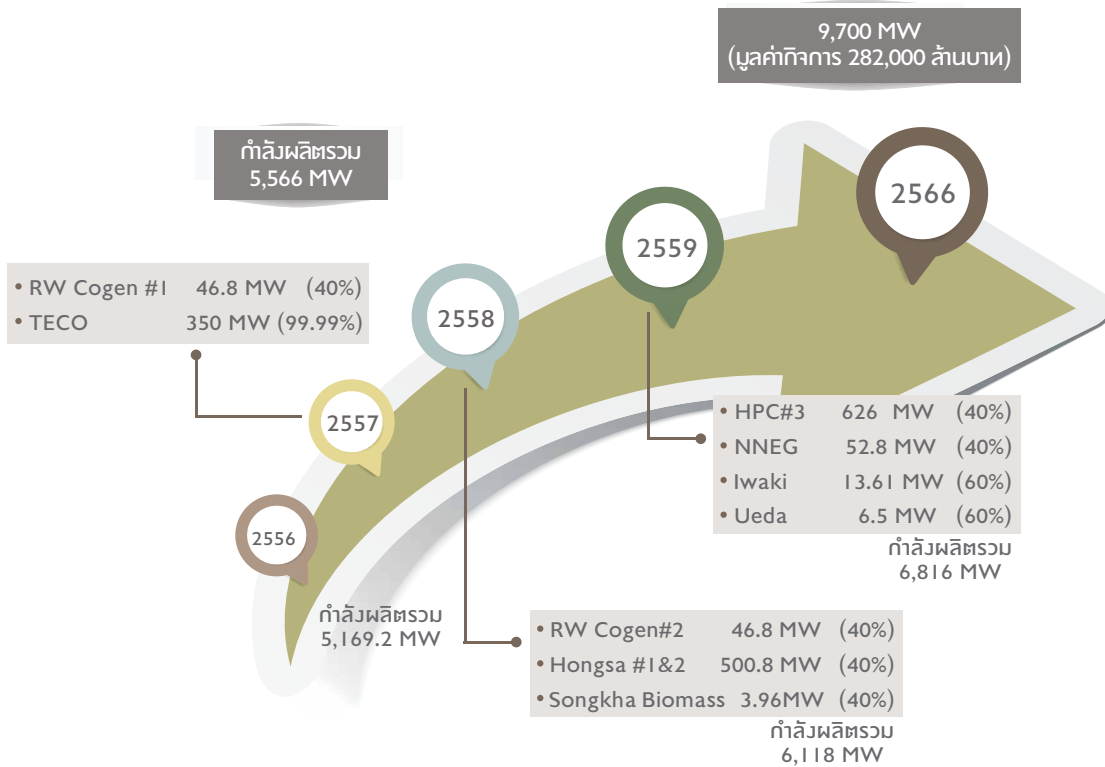 9,700 MW
(มูลค่ากิจการ 282,000 ล้านบาท)
กำลังผลิตรวม
5,566 MW
2566
2559
• RW Cogen #1 46.8 MW (40%)
• TECO 350 MW (99.99%)
2558
2557
• HPC#3 626 MW (40%)
• NNEG 52.8 MW (40%)
• Iwaki 13.61 MW (60%)
• Ueda 6.5 MW (60%)
กำลังผลิตรวม
6,816 MW
2556
กำลังผลิตรวม
5,169.2 MW
• RW Cogen#2 46.8 MW (40%)
• Hongsa #1&2 500.8 MW (40%)
• Songkha Biomass 3.96MW (40%)
กำลังผลิตรวม
6,118 MW